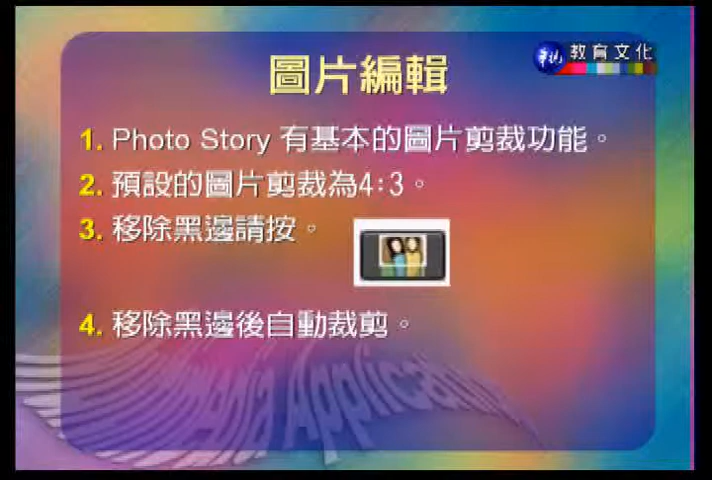 圖片編輯
教育文化
1. Photo Story 有基本的圖片剪裁功能。
2. 預設的圖片剪裁為4:3。
3. 移除黑邊請按。
4. 移除黑邊後自動裁剪。